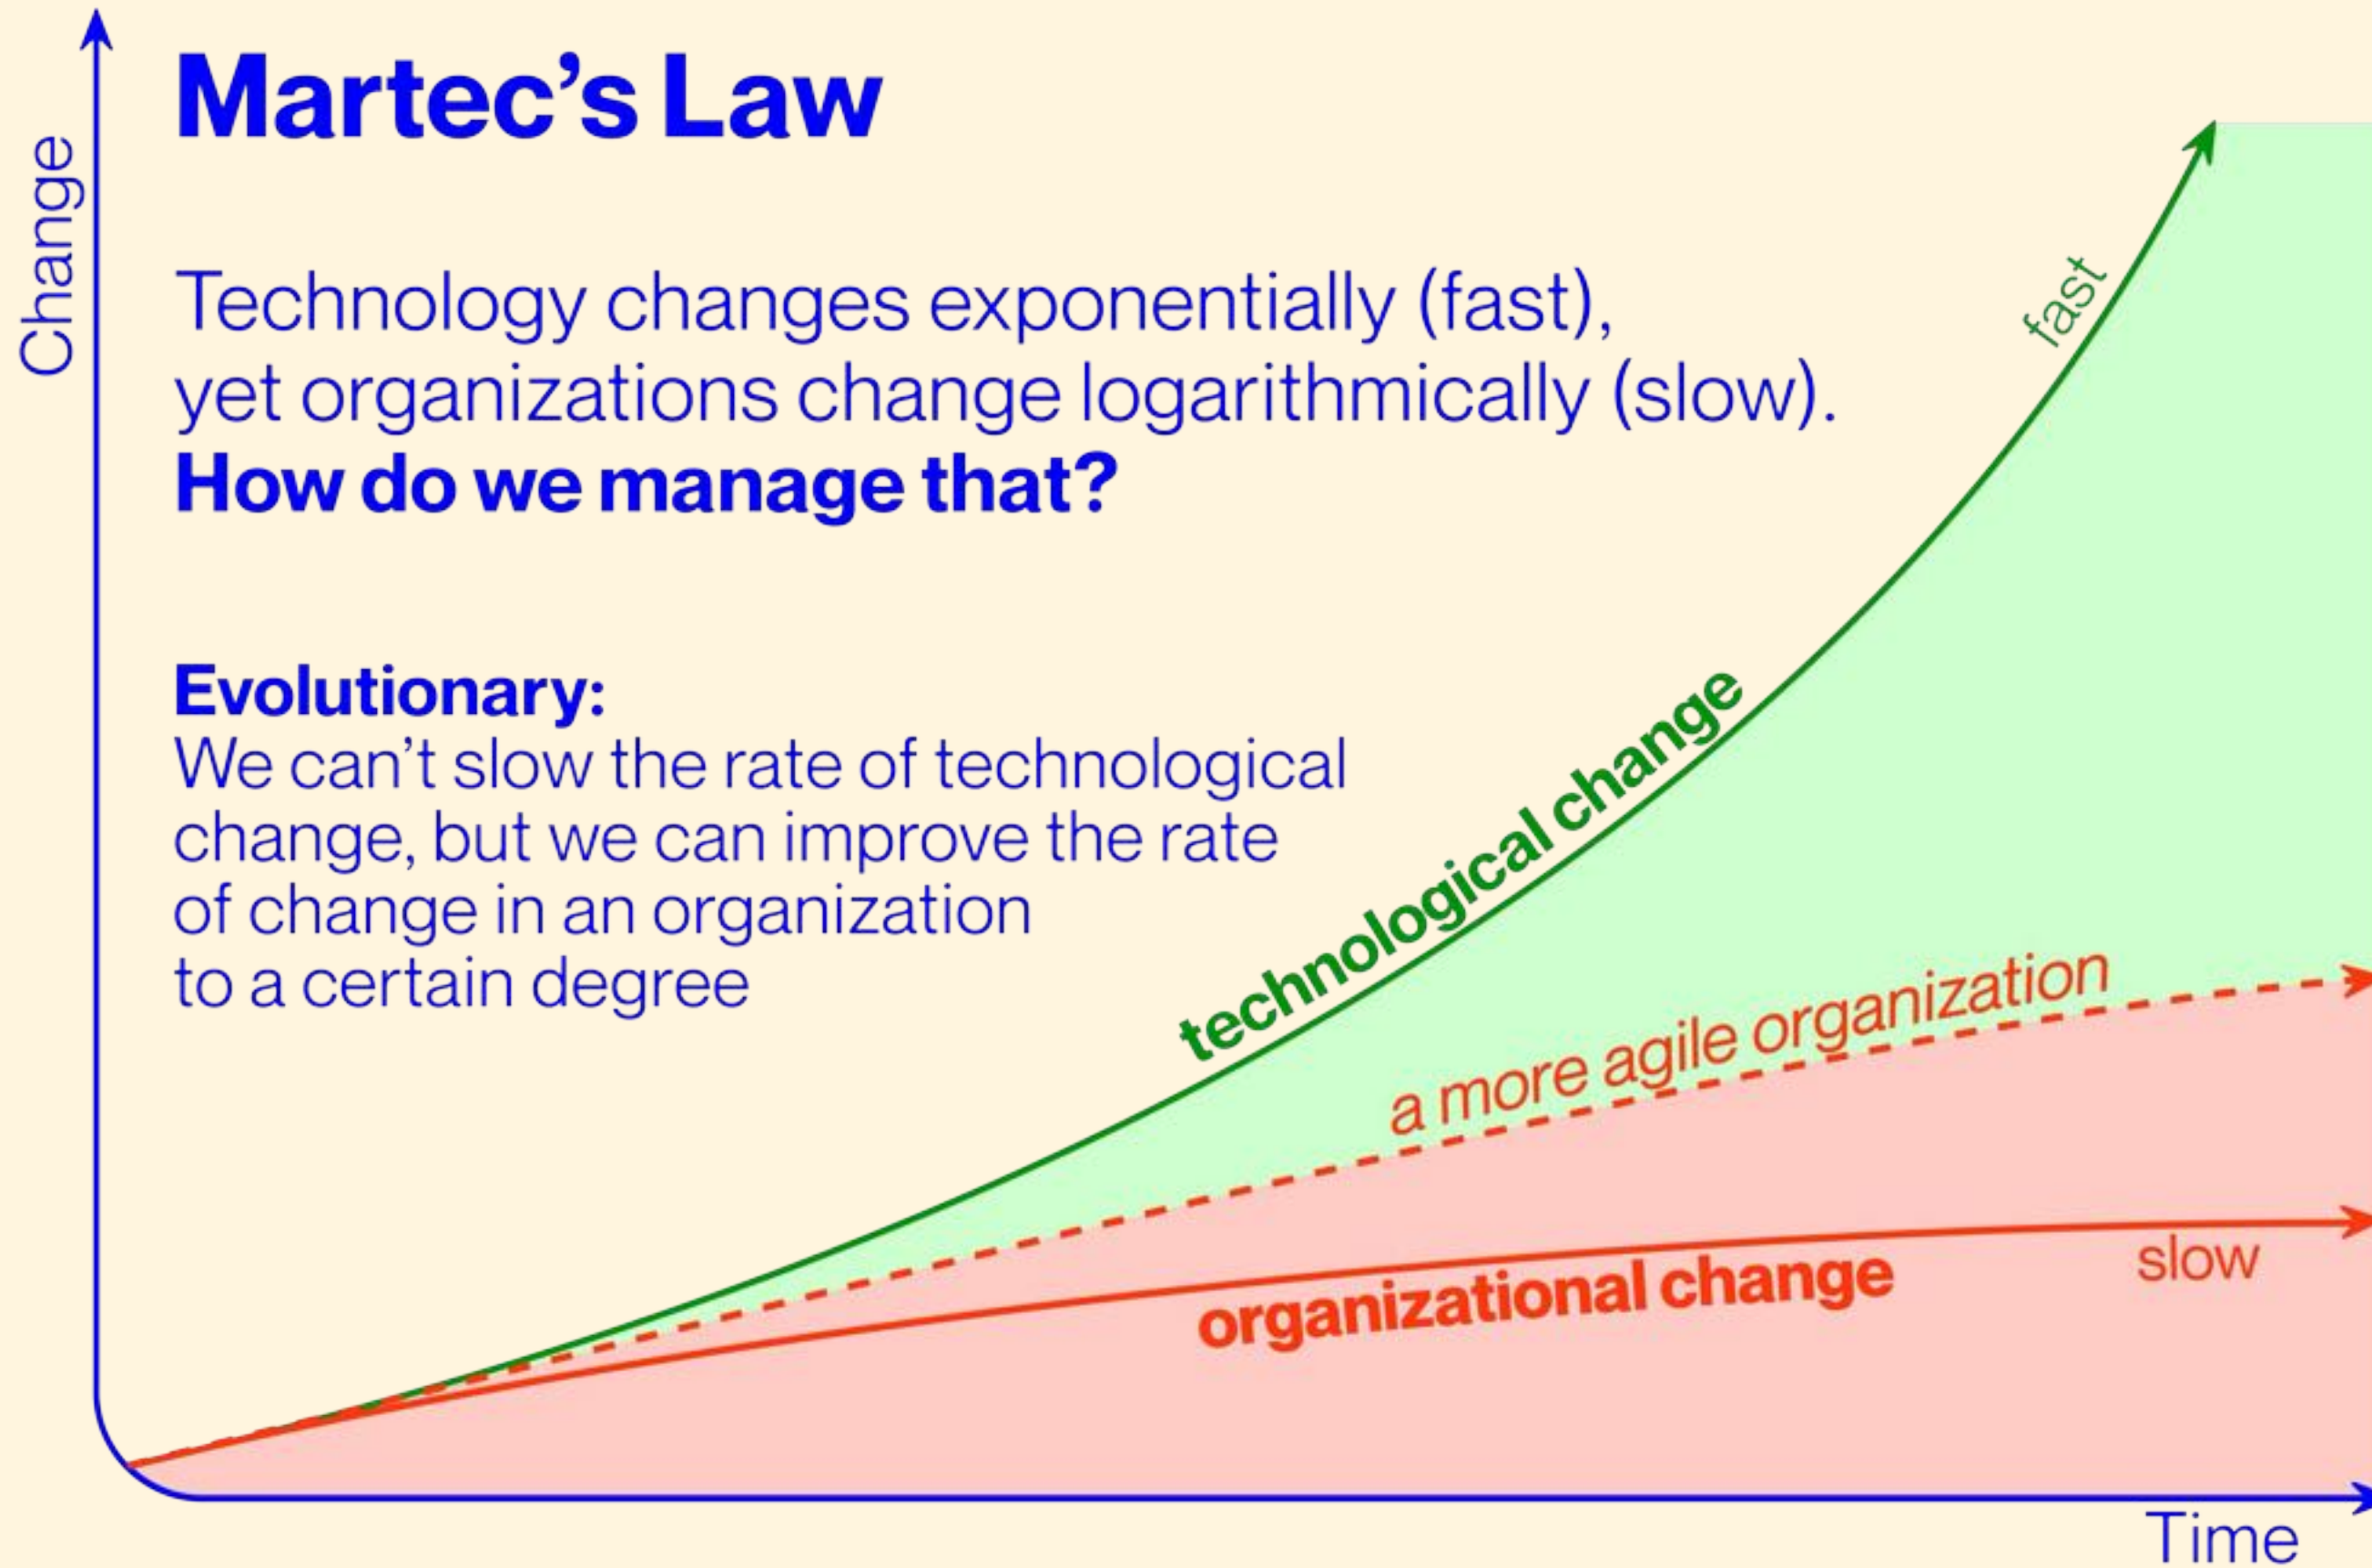 Martec’s Law
Change
Technology changes exponentially (fast),
yet organizations change logarithmically (slow).
How do we manage that?
Evolutionary:
We can’t slow the rate of technological
change, but we can improve the rate
of change in an organization
to a certain degree
fast
technological change
a more agile organization
organizational change
slow
Time